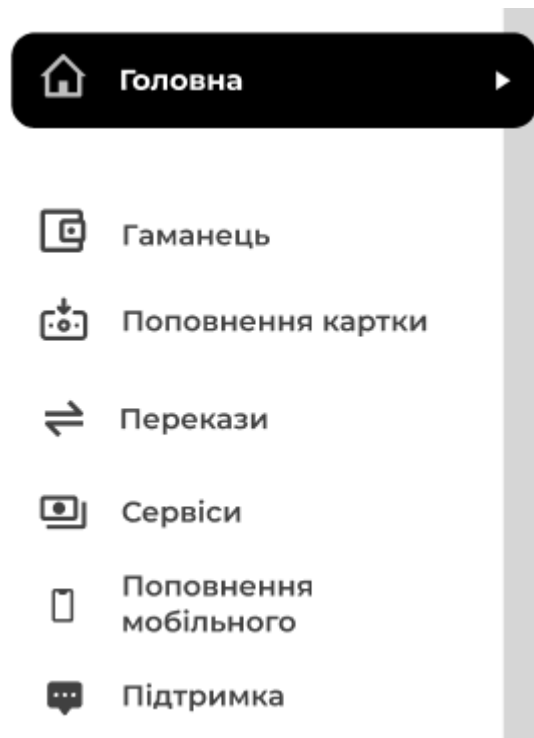 Головна
Гаманець
Поповнення картки
Перекази
Сервіси
Поповнення
мобільного
Підтримка